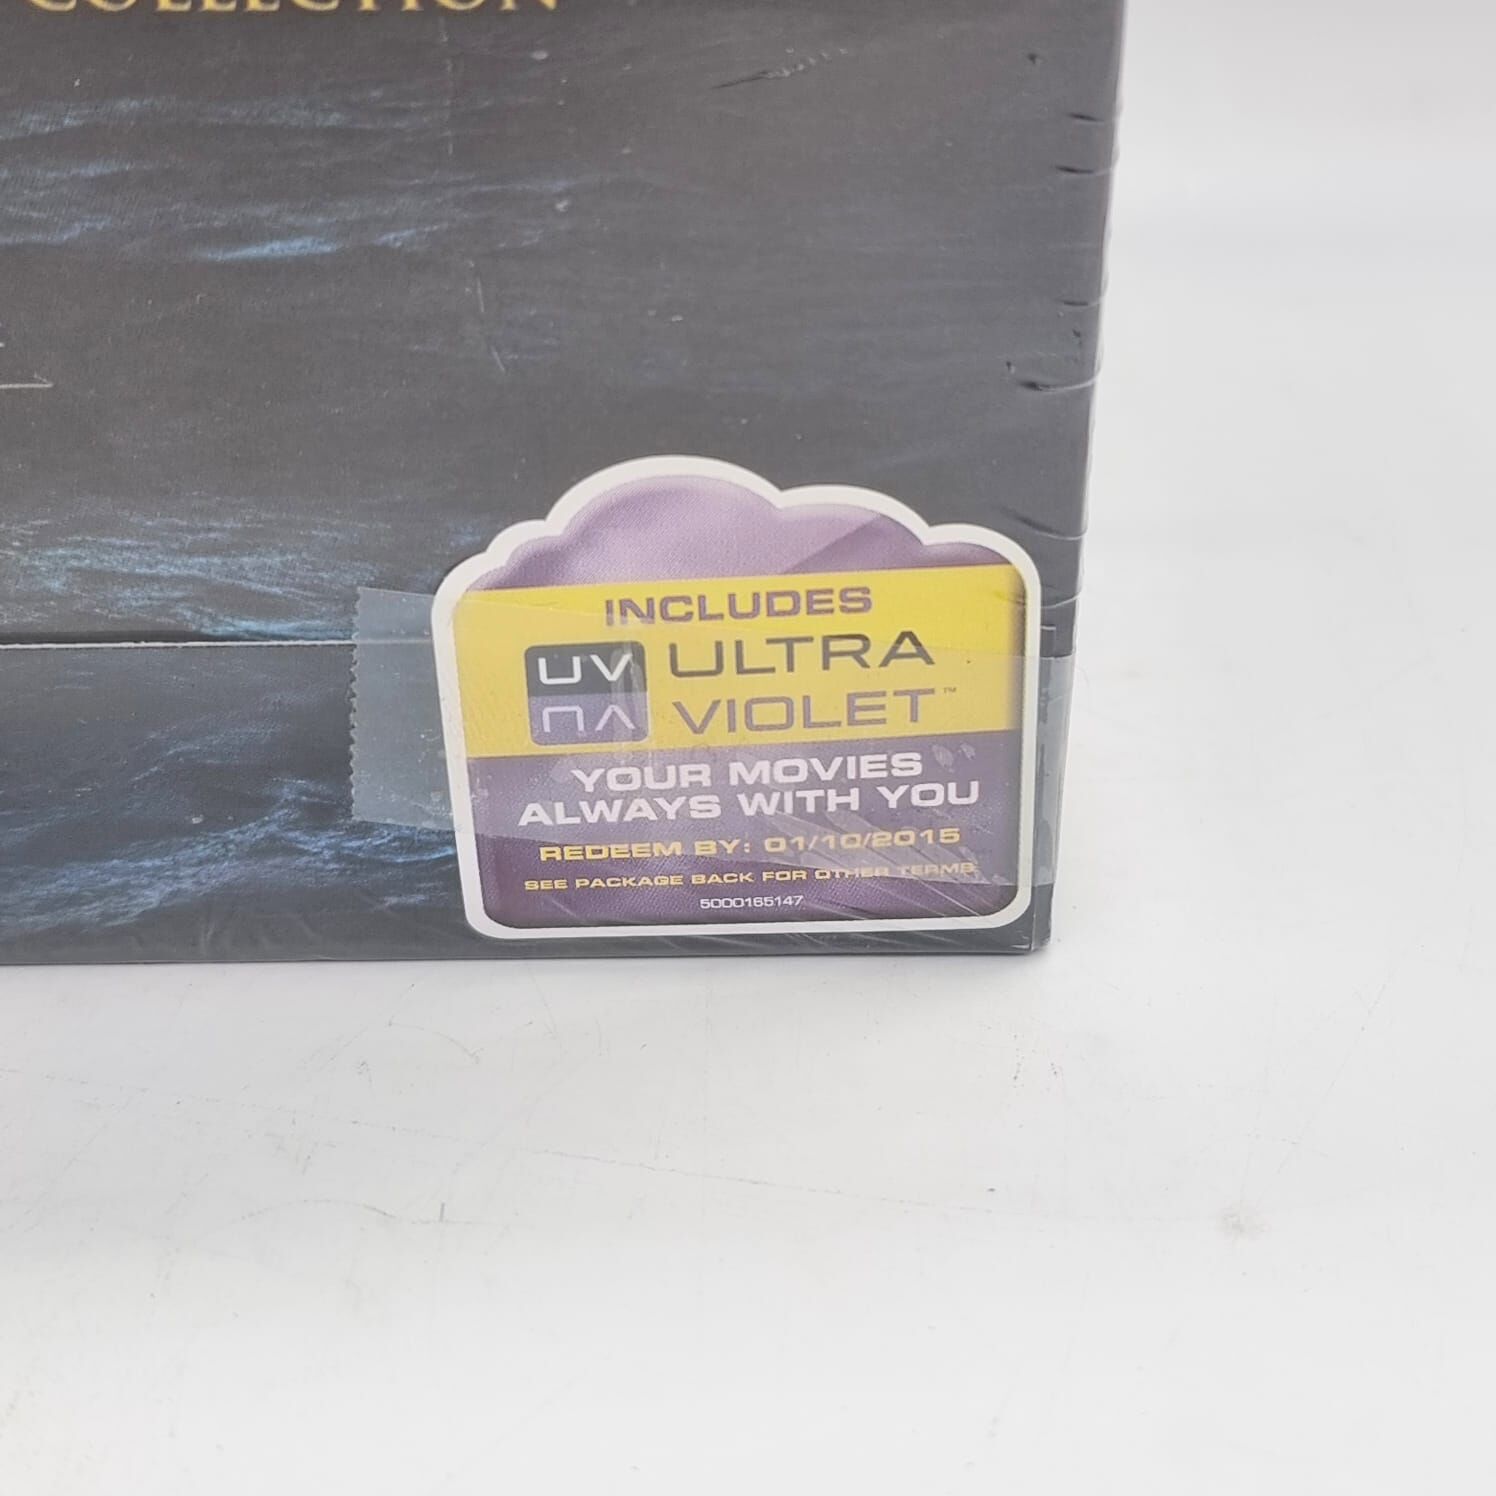 COLLECTION
INCLUDES
UV ULTRA
VIOLET™
YOUR MOVIES
ALWAYS WITH YOU
REDEEM BY: 01/10/2015
SEE PACKAGE BACK FOR OTHER TERMS
5000165147